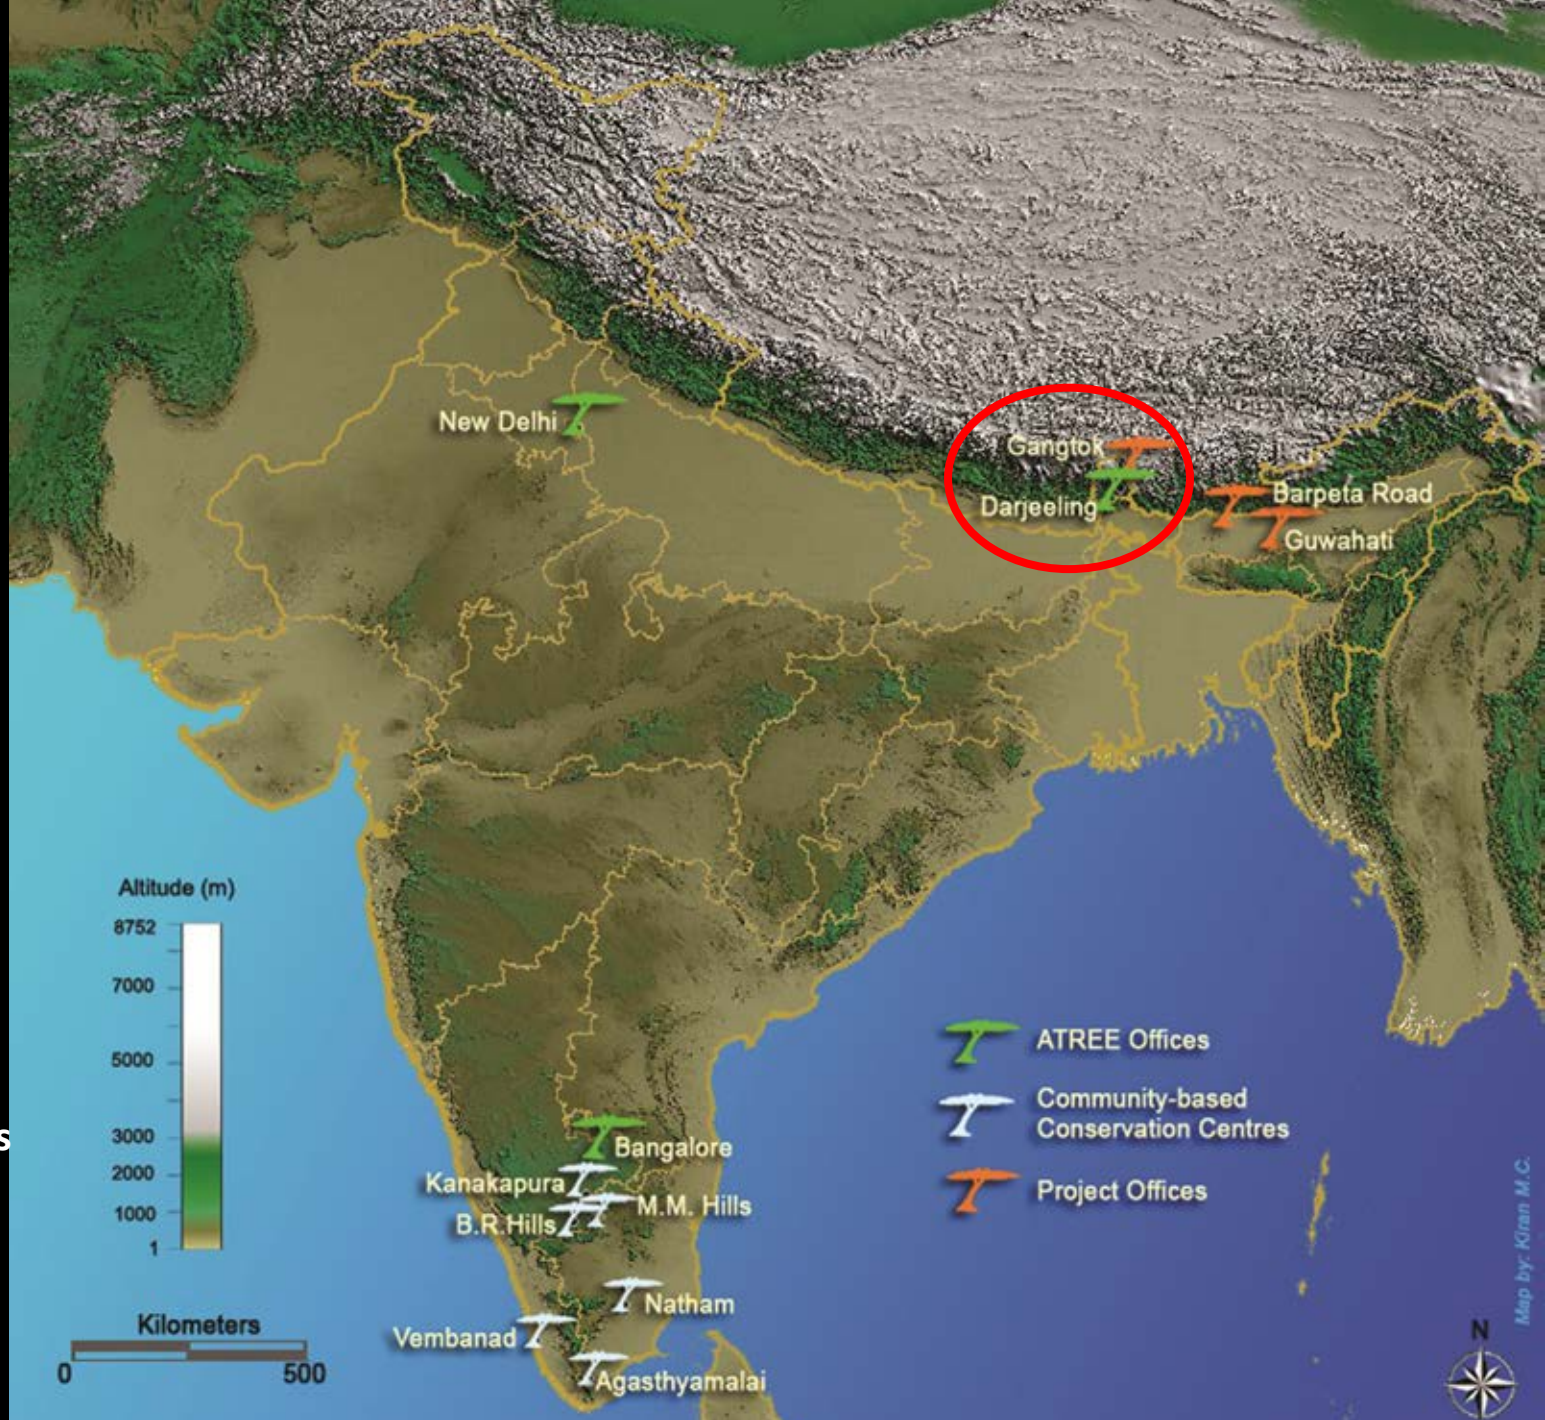 New Delhi
Gangtok
Darjeeling
Barpeta Road
Guwahati
Altitude (m)
8752
7000
5000
3000
2000
1000
1
s
ATREE Offices
Community-based
Conservation Centres
Project Offices
Bangalore
Kanakapura
M.M. Hills
B.R.Hills
Natham
Vembanad
Agasthyamalai
Kilometers
0 500
Map by: Kiran M.C.
N